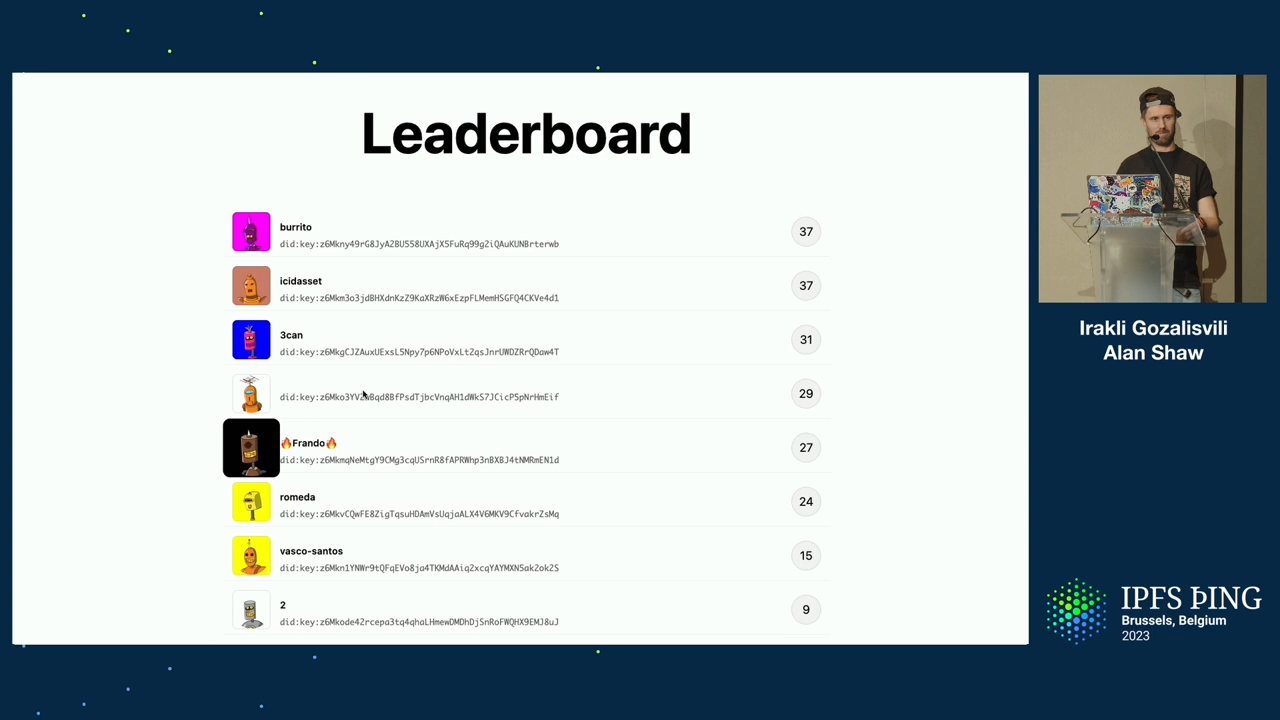 Leaderboard
burrito
did:key:z6Mkny49rG8JyA2BU558UXAjX5FuRq99g2iQAuKUNBrterwb
37
icidasset
did:key:z6Mkm3o3jdBHXdnKzZ9KaXRzW6xEzpFLMemHSGFQ4CKVe4d1
37
3can
did:key:z6MkgCJZAuxUExsL5Npy7p6NPoVxLt2qsJnrUWDZRrQDaw4T
31
29
🔥Frando🔥
did:key:z6MkmqNeMtgY9CMg3cqUSrnR8fAPRWhp3nBXBJ4tNMRmEN1d
27
romeda
did:key:z6MkvCQwFE8ZigTqsuHDAmVsUqjaALX4V6MKV9CfvakrZsMq
24
vasco-santos
did:key:z6Mkn1YNWr9tQFqEVo8ja4TKMdAAiq2xcqYAYMXN5ak2ok2S
15
2
did:key:z6Mkode42rcepa3tq4qhaLHmewDMDhDjSnRoFWQHX9EMJ8uJ
9
Irakli Gozalisvili
Alan Shaw
IPFS ÞING
Brussels, Belgium
2023